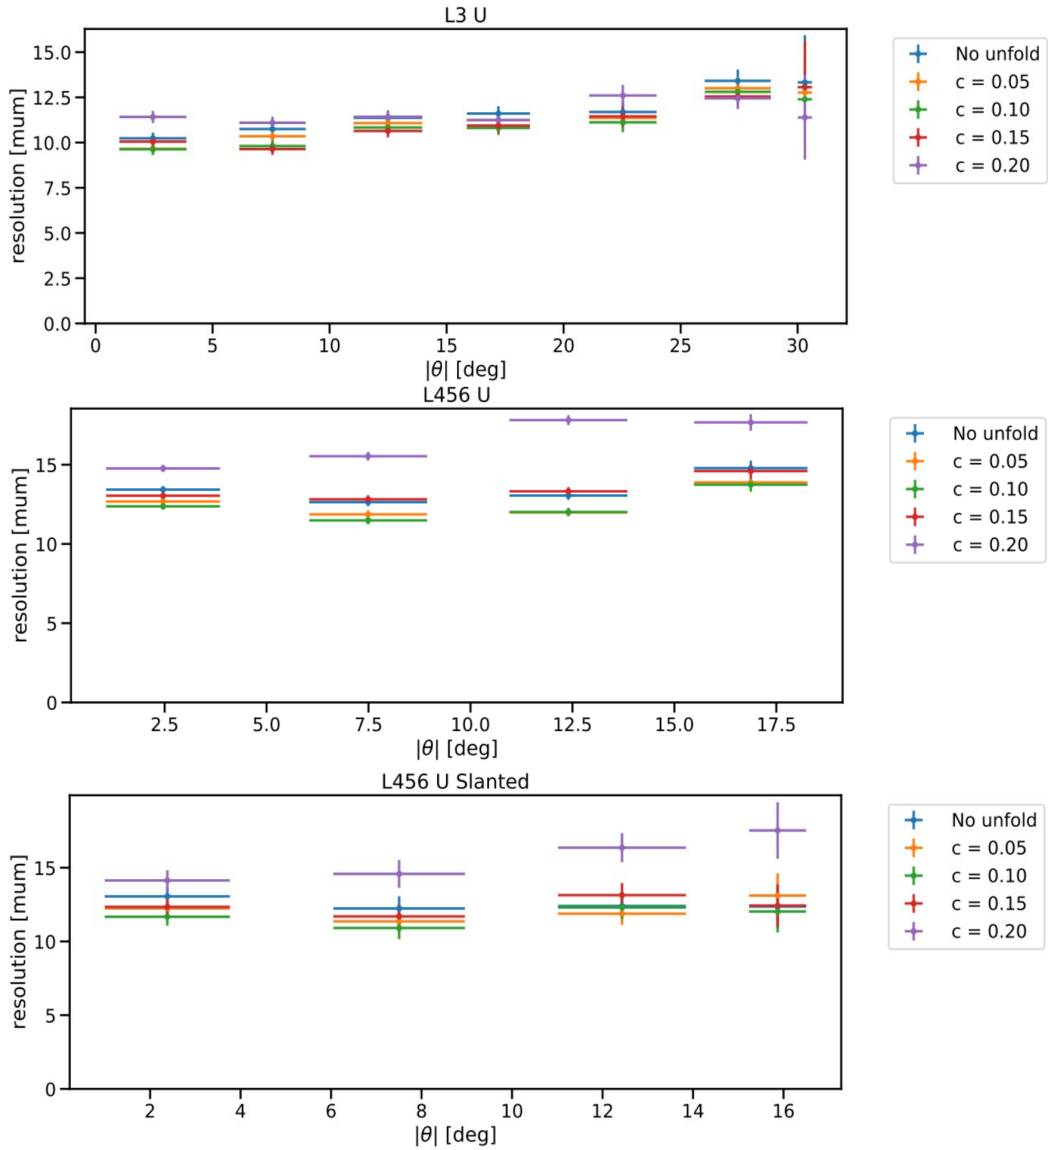 L3 U
15.0
12.5
10.0
7.5
5.0
2.5
0.0
resolution [mum]
0 5 10 15 20 25 30
|θ| [deg]
No unfold
c = 0.05
c = 0.10
c = 0.15
c = 0.20
L456 U
15
10
5
0
resolution [mum]
2.5 5.0 7.5 10.0 12.5 15.0 17.5
|θ| [deg]
No unfold
c = 0.05
c = 0.10
c = 0.15
c = 0.20
L456 U Slanted
15
10
5
0
resolution [mum]
2 4 6 8 10 12 14 16
|θ| [deg]
No unfold
c = 0.05
c = 0.10
c = 0.15
c = 0.20